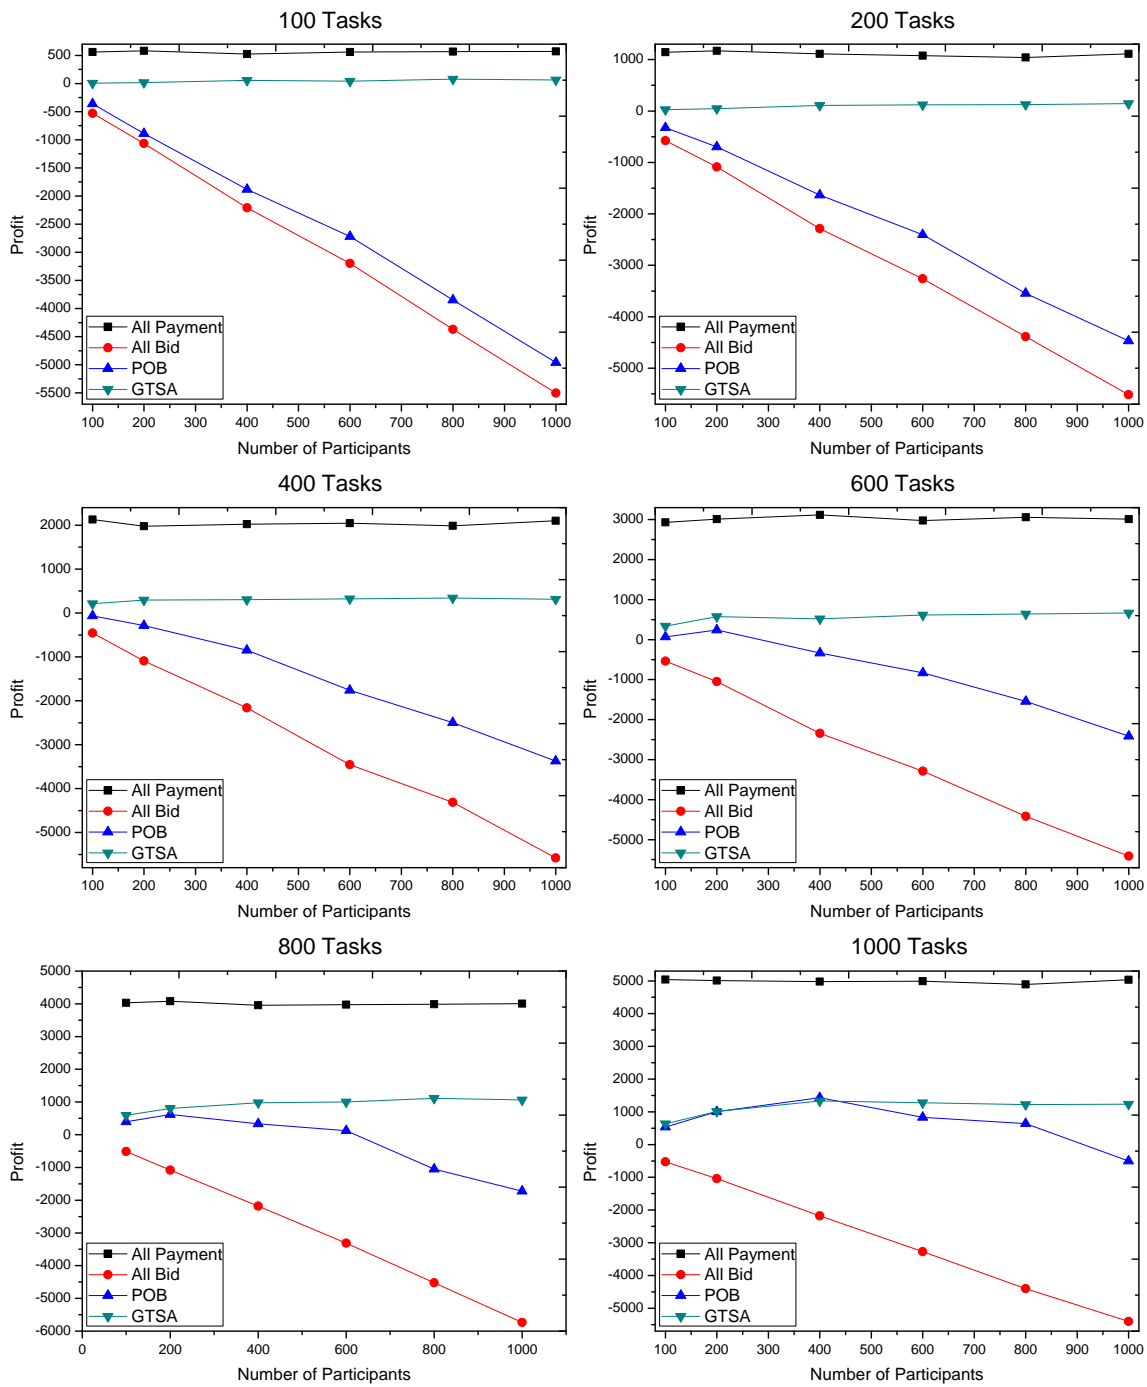 100 Tasks
500
0
-500
-1000
-1500
-2000
-2500
-3000
-3500
-4000
-4500
-5000
-5500
Profit
All Payment
All Bid
POB
GTSA
100 200 300 400 500 600 700 800 900 1000
Number of Participants
200 Tasks
1000
0
-1000
-2000
-3000
-4000
-5000
Profit
All Payment
All Bid
POB
GTSA
100 200 300 400 500 600 700 800 900 1000
Number of Participants
400 Tasks
2000
1000
0
-1000
-2000
-3000
-4000
-5000
Profit
All Payment
All Bid
POB
GTSA
100 200 300 400 500 600 700 800 900 1000
Number of Participants
600 Tasks
3000
2000
1000
0
-1000
-2000
-3000
-4000
-5000
Profit
All Payment
All Bid
POB
GTSA
100 200 300 400 500 600 700 800 900 1000
Number of Participants
800 Tasks
5000
4000
3000
2000
1000
0
-1000
-2000
-3000
-4000
-5000
-6000
Profit
All Payment
All Bid
POB
GTSA
0 200 400 600 800 1000
Number of Participants
1000 Tasks
5000
4000
3000
2000
1000
0
-1000
-2000
-3000
-4000
-5000
Profit
All Payment
All Bid
POB
GTSA
100 200 300 400 500 600 700 800 900 1000
Number of Participants